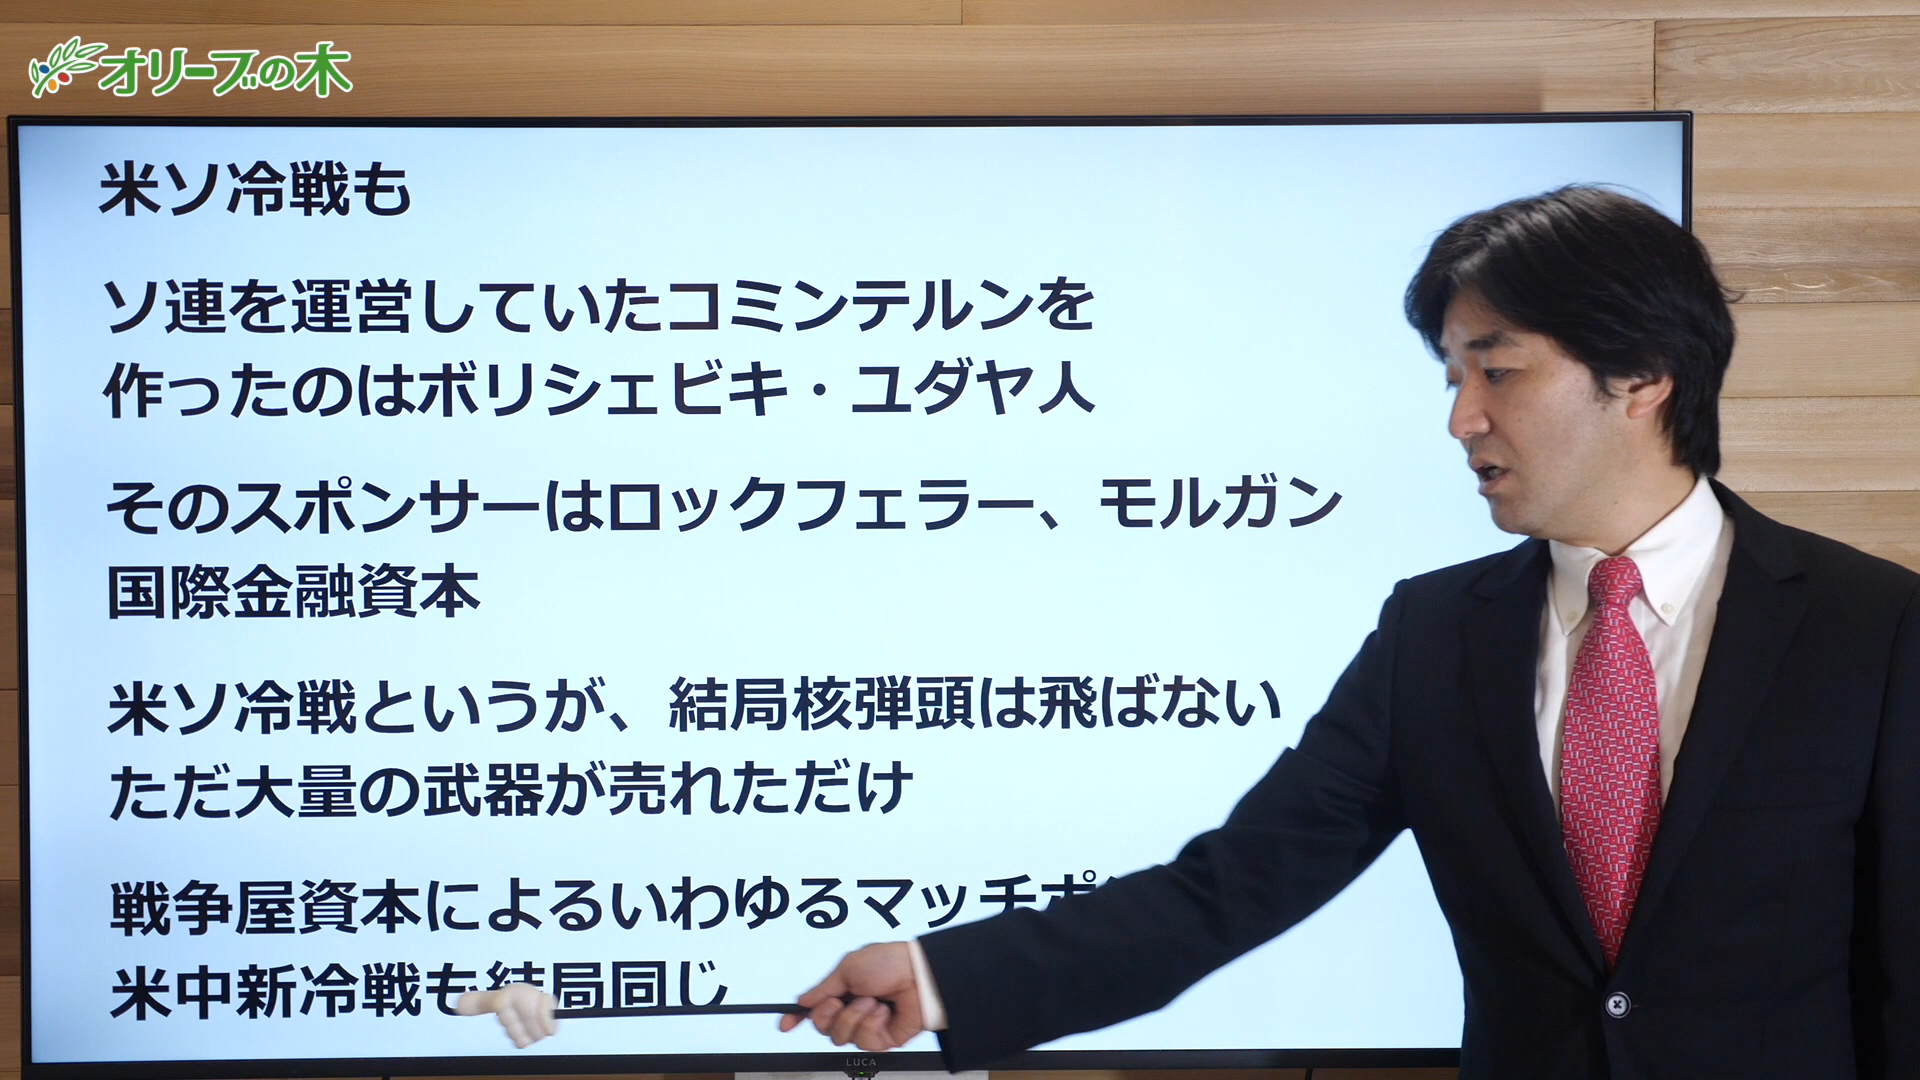 オリーブの木
米ソ冷戦も
ソ連を運営していたコミンテルンを
作ったのはボリシェビキ・ユダヤ人
そのスポンサーはロックフェラー、モルガン
国際金融資本
米ソ冷戦というが、結局核弾頭は飛ばない
ただ大量の武器が売れただけ
戦争屋資本によるいわゆるマッチポ
米中新冷戦も結局同じ
LUCA